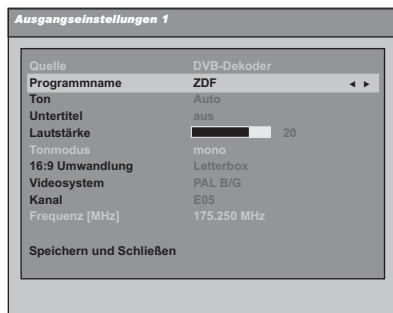 Ausgangseinstellungen 1
Quelle DVB-Dekoder
Programmname ZDF
Ton Auto
Untertitel aus
Lautstärke 20
Tonmodus mono
16:9 Umwandlung Letterbox
Videosystem PAL B/G
Kanal E05
Frequenz [MHz] 175.250 MHz
Speichern und Schließen